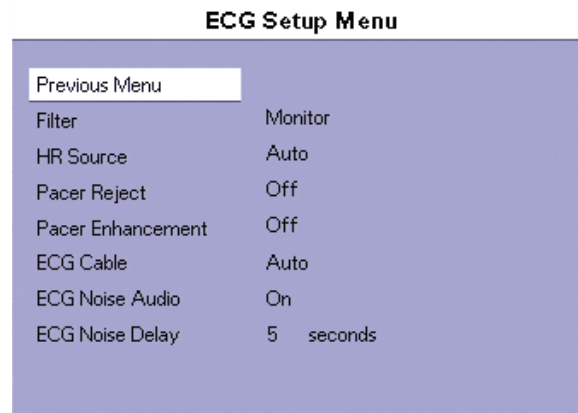 ECG Setup Menu
Previous Menu
Filter Monitor
HR Source Auto
Pacer Reject Off
Pacer Enhancement Off
ECG Cable Auto
ECG Noise Audio On
ECG Noise Delay 5 seconds